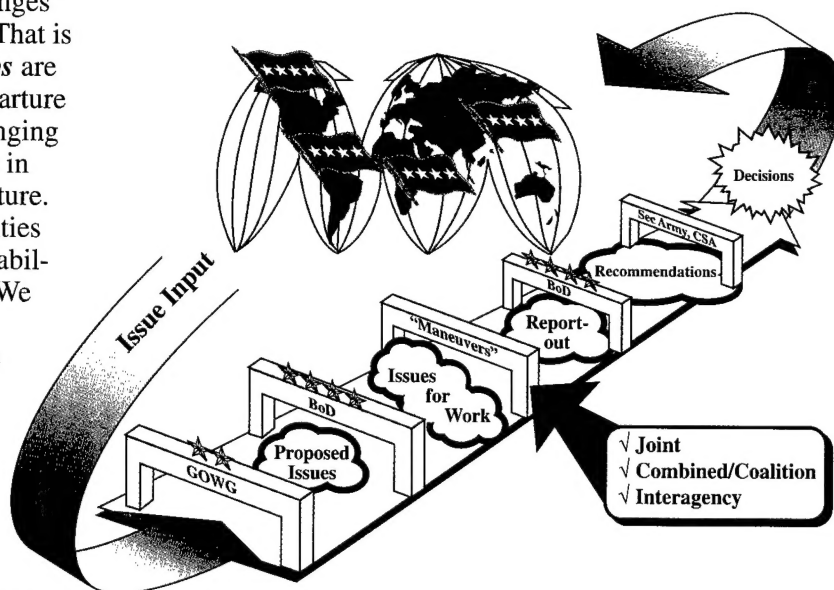 nges
That is
s are
arture
nging
in
ture.
ties
abil-
We
Issue Input
GOWG
Proposed
Issues
BoD
Issues
for
Work
"Maneuvers"
Report-
out
BoD
Recommendations
Sec Army, CSA
Decisions
√ Joint
√ Combined/Coalition
√ Interagency